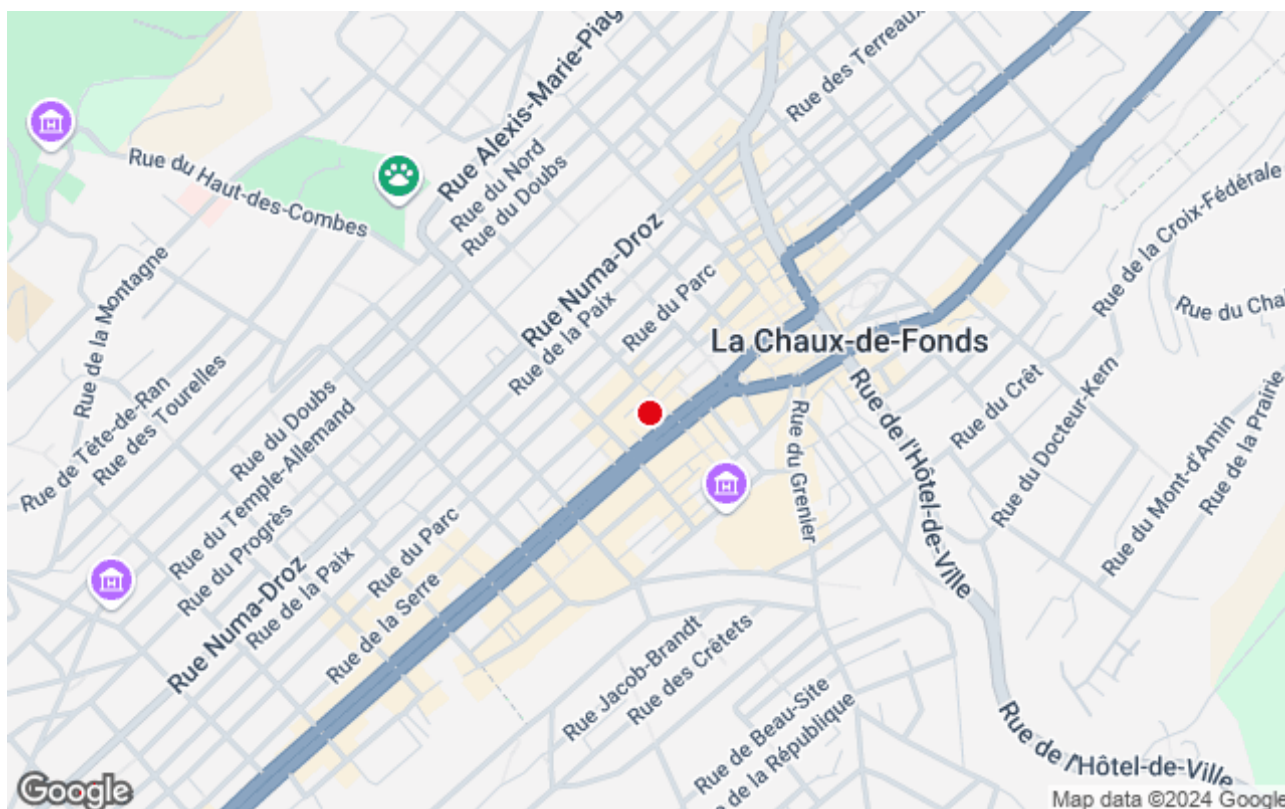 Rue Alexis-Marie-Piag
Rue des Terreaux
Rue du Haut-des-Combes
Rue du Nord
Rue du Doubs
Rue de la Croix-Fédérale
Rue Numa-Droz
Rue du Parc
Rue de la Montagne
Rue de la Paix
Rue du Cha
La Chaux-de-Fonds
Rue de Tête-de-Ran
Rue des Tourelles
Rue du Doubs
Rue du Temple-Allemand
Rue du Progrès
Rue du Grenier
Rue de l'Hôtel-de-Ville
Rue du Crêt
Rue du Docteur-Kern
Rue du Mont-d'Amin
Rue de la Prairie
Rue Numa-Droz
Rue de la Paix
Rue du Parc
Rue de la Serre
Rue Jacob-Brandt
Rue des Crêtets
Rue de Beau-Site
e de la République
Rue de l'Hôtel-de-Ville
Google
Map data ©2024 Google